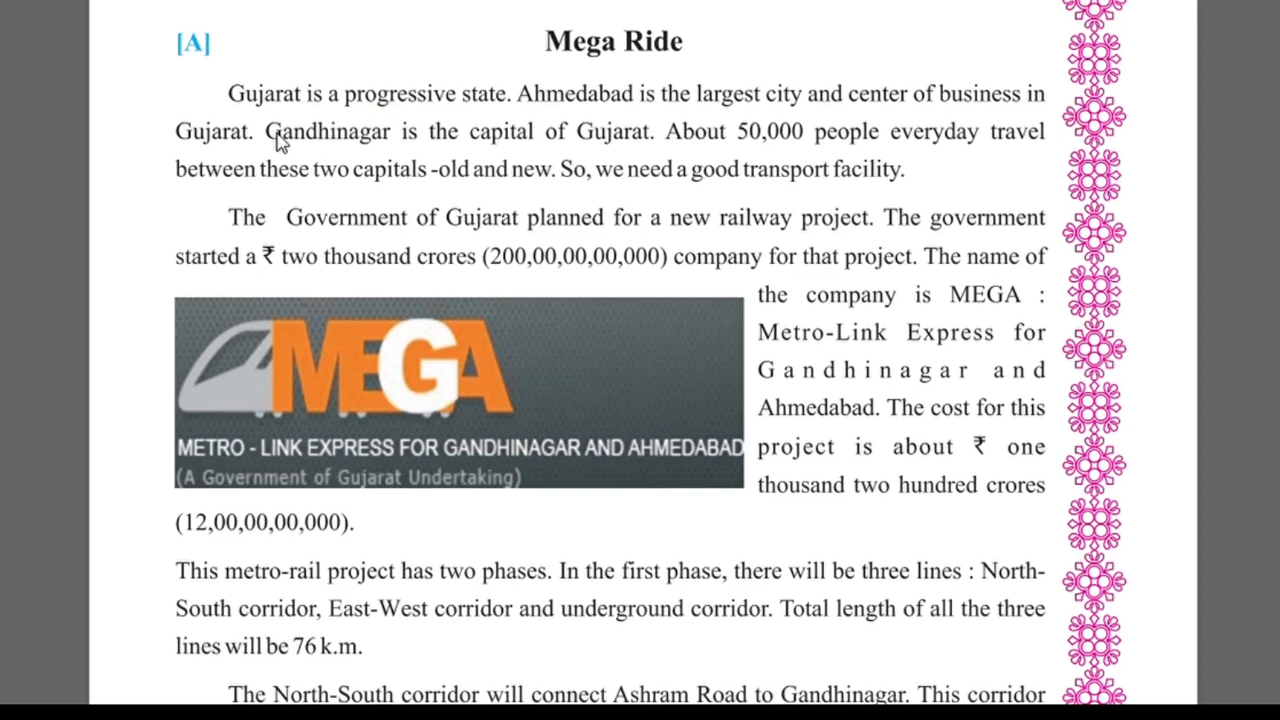 [A] Mega Ride
Gujarat is a progressive state. Ahmedabad is the largest city and center of business in
Gujarat. Gandhinagar is the capital of Gujarat. About 50,000 people everyday travel
between these two capitals -old and new. So, we need a good transport facility.
The Government of Gujarat planned for a new railway project. The government
started a ₹ two thousand crores (200,00,00,00,000) company for that project. The name of
the company is MEGA :
Metro-Link Express for
Gandhinagar and
Ahmedabad. The cost for this
project is about ₹ one
thousand two hundred crores
MEGA
METRO - LINK EXPRESS FOR GANDHINAGAR AND AHMEDABAD
(A Government of Gujarat Undertaking)
(12,00,00,00,000).
This metro-rail project has two phases. In the first phase, there will be three lines : North-
South corridor, East-West corridor and underground corridor. Total length of all the three
lines will be 76 k.m.
The North-South corridor will connect Ashram Road to Gandhinagar. This corridor